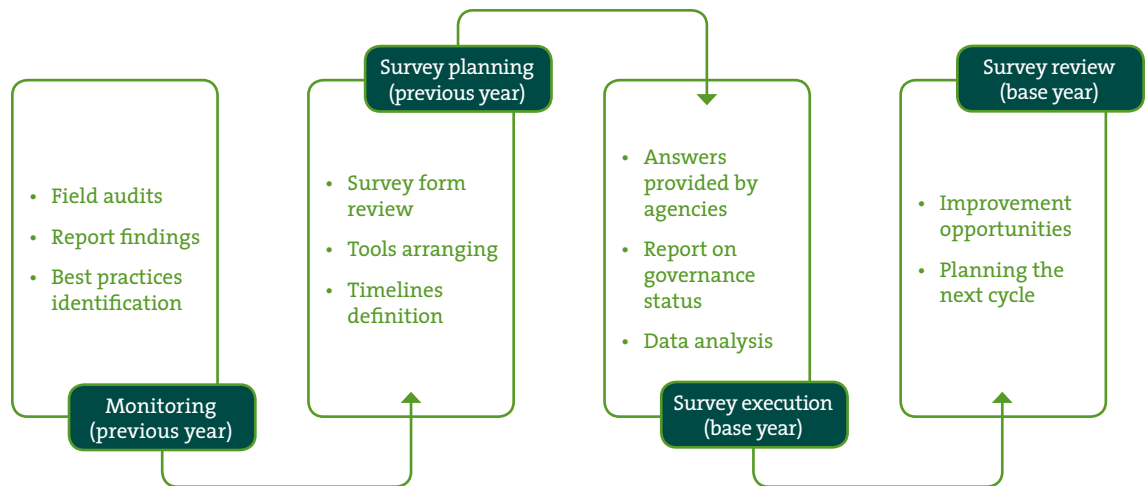 • Field audits
• Report findings
• Best practices
identification
Monitoring
(previous year)
Survey planning
(previous year)
• Survey form
review
• Tools arranging
• Timelines
definition
• Answers
provided by
agencies
• Report on
governance
status
• Data analysis
Survey execution
(base year)
Survey review
(base year)
• Improvement
opportunities
• Planning the
next cycle